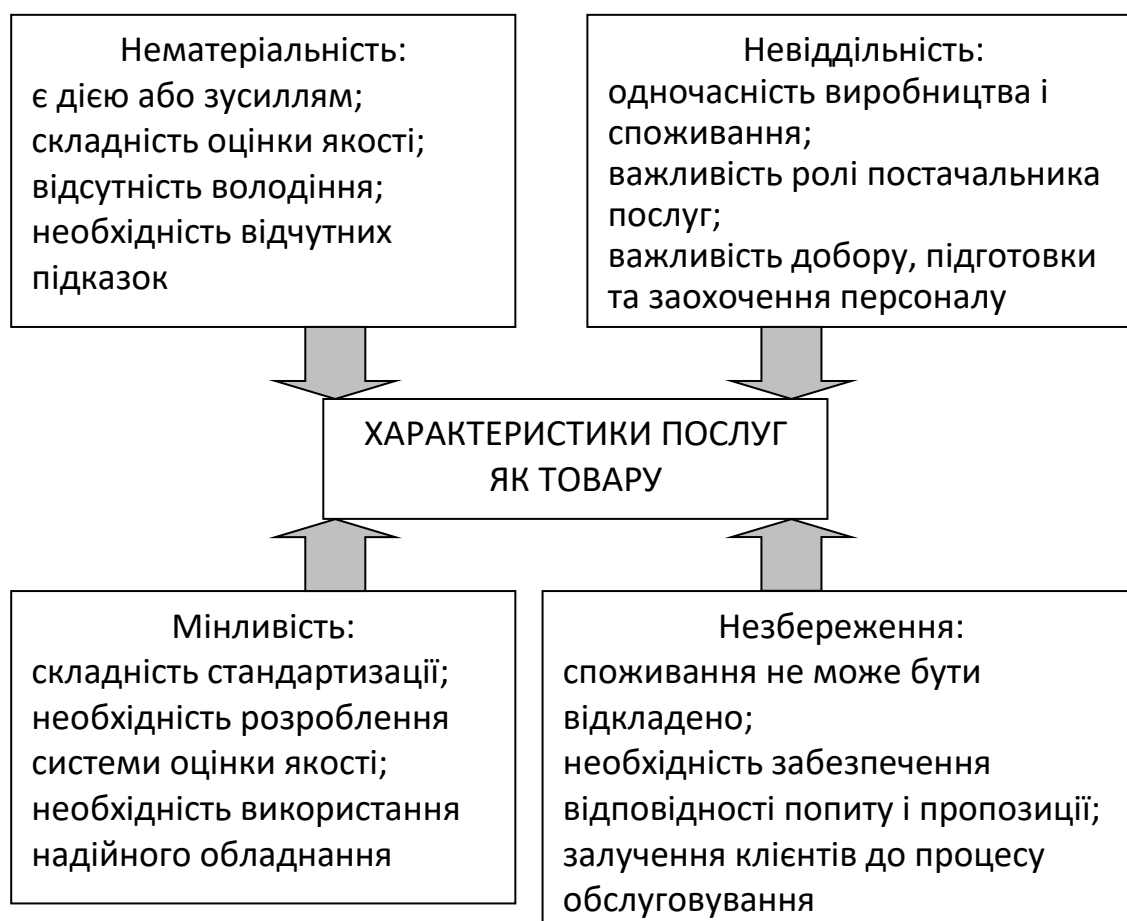 Нематеріальність:
є дією або зусиллям;
складність оцінки якості;
відсутність володіння;
необхідність відчутних
підказок
Невіддільність:
одночасність виробництва і
споживання;
важливість ролі постачальника
послуг;
важливість добору, підготовки
та заохочення персоналу
ХАРАКТЕРИСТИКИ ПОСЛУГ
ЯК ТОВАРУ
Мінливість:
складність стандартизації;
необхідність розроблення
системи оцінки якості;
необхідність використання
надійного обладнання
Незбереження:
споживання не може бути
відкладено;
необхідність забезпечення
відповідності попиту і пропозиції;
залучення клієнтів до процесу
обслуговування